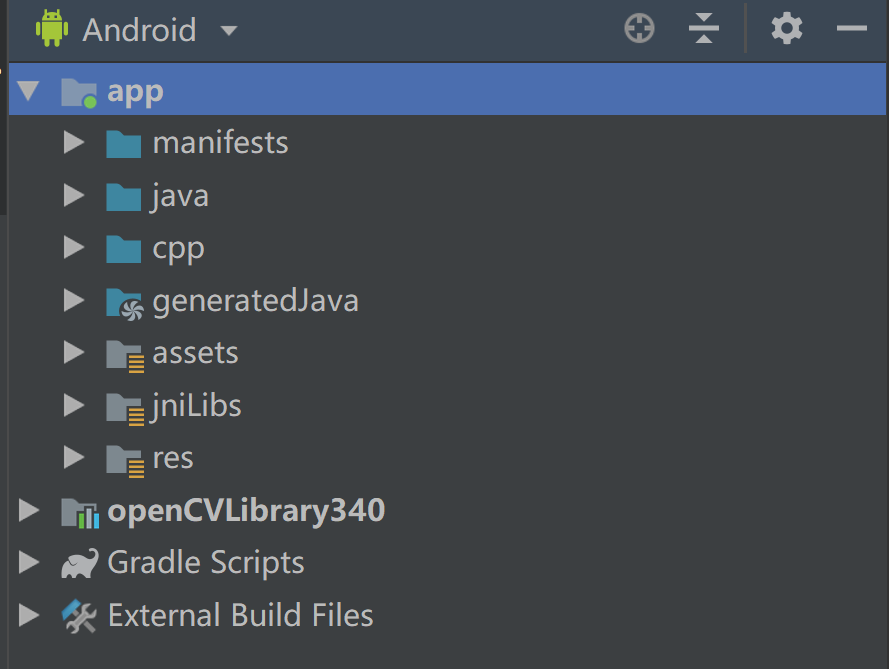 Android
app
manifests
java
cpp
generatedJava
assets
jniLibs
res
openCVLibrary340
Gradle Scripts
External Build Files